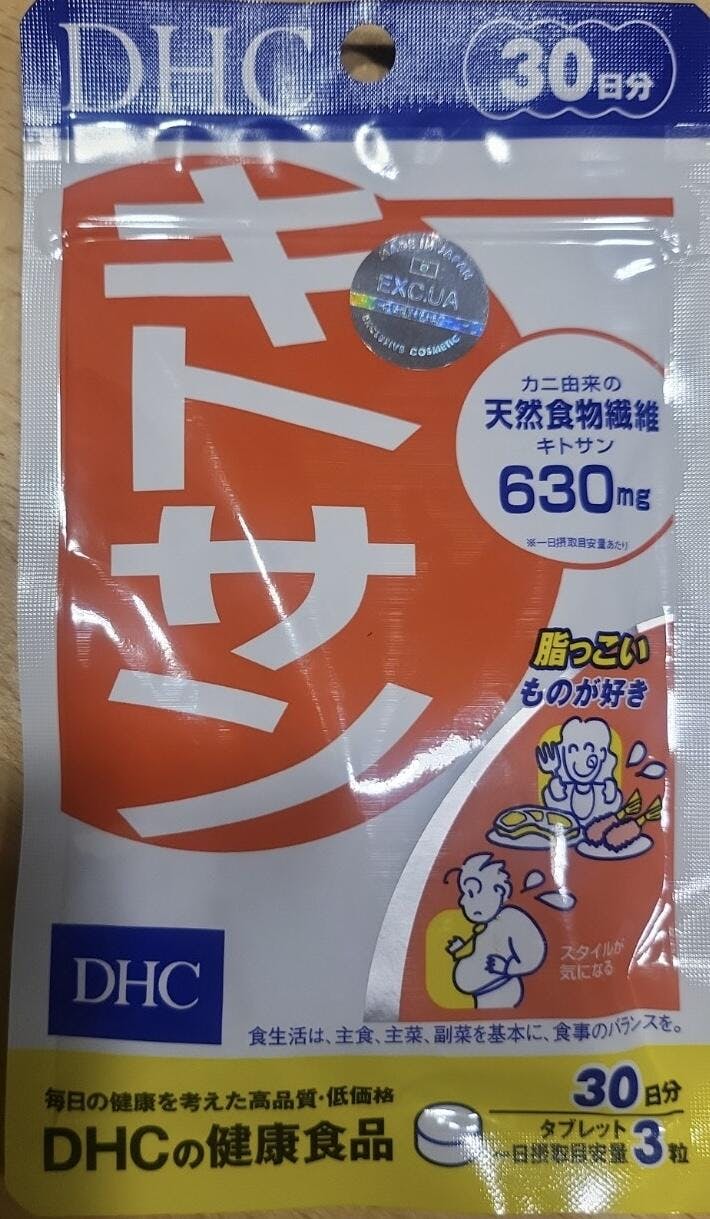 DHC
30日分
キトサン
MADE IN JAPAN
EXC.UA
EXCLUSIVE COSMETIC
カニ由来の
天然食物繊維
キトサン
630mg
※一日摂取目安量あたり
脂っこい
ものが好き
スタイルが
気になる
DHC
食生活は、主食、主菜、副菜を基本に、食事のバランスを。
毎日の健康を考えた高品質・低価格
DHCの健康食品
30日分
タブレット
一日摂取目安量3粒